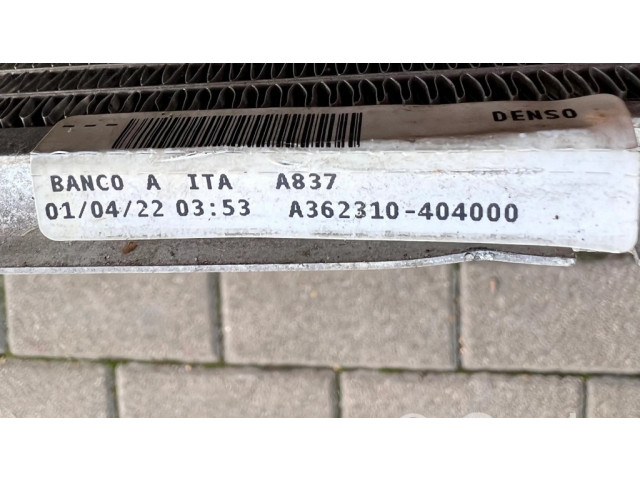 DENSO
BANCO A ITA A837
01/04/22 03:53 A362310-404000